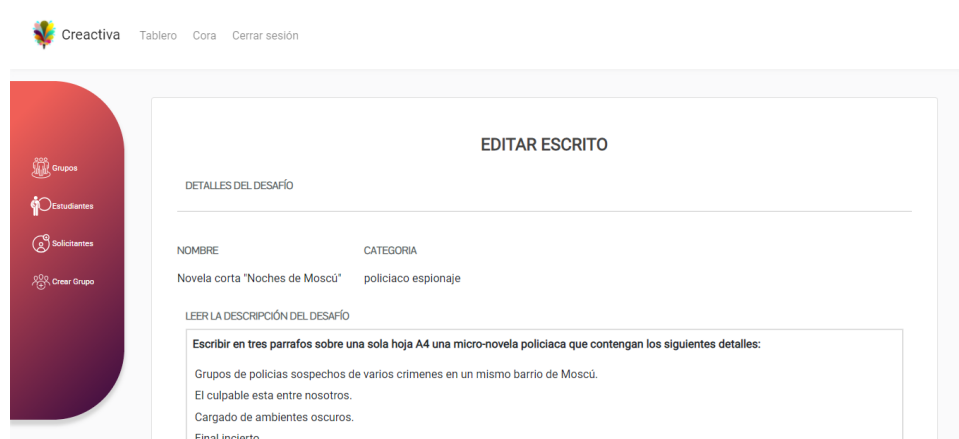 Creactiva Tablero Cora Cerrar sesión
Grupos
Estudiantes
Solicitantes
Crear Grupo
EDITAR ESCRITO
DETALLES DEL DESAFÍO
NOMBRE CATEGORIA
Novela corta "Noches de Moscú" policiaco espionaje
LEER LA DESCRIPCIÓN DEL DESAFÍO
Escribir en tres parrafos sobre una sola hoja A4 una micro-novela policiaca que contengan los siguientes detalles:
Grupos de policias sospechos de varios crimenes en un mismo barrio de Moscú.
El culpable esta entre nosotros.
Cargado de ambientes oscuros.
Final incierto